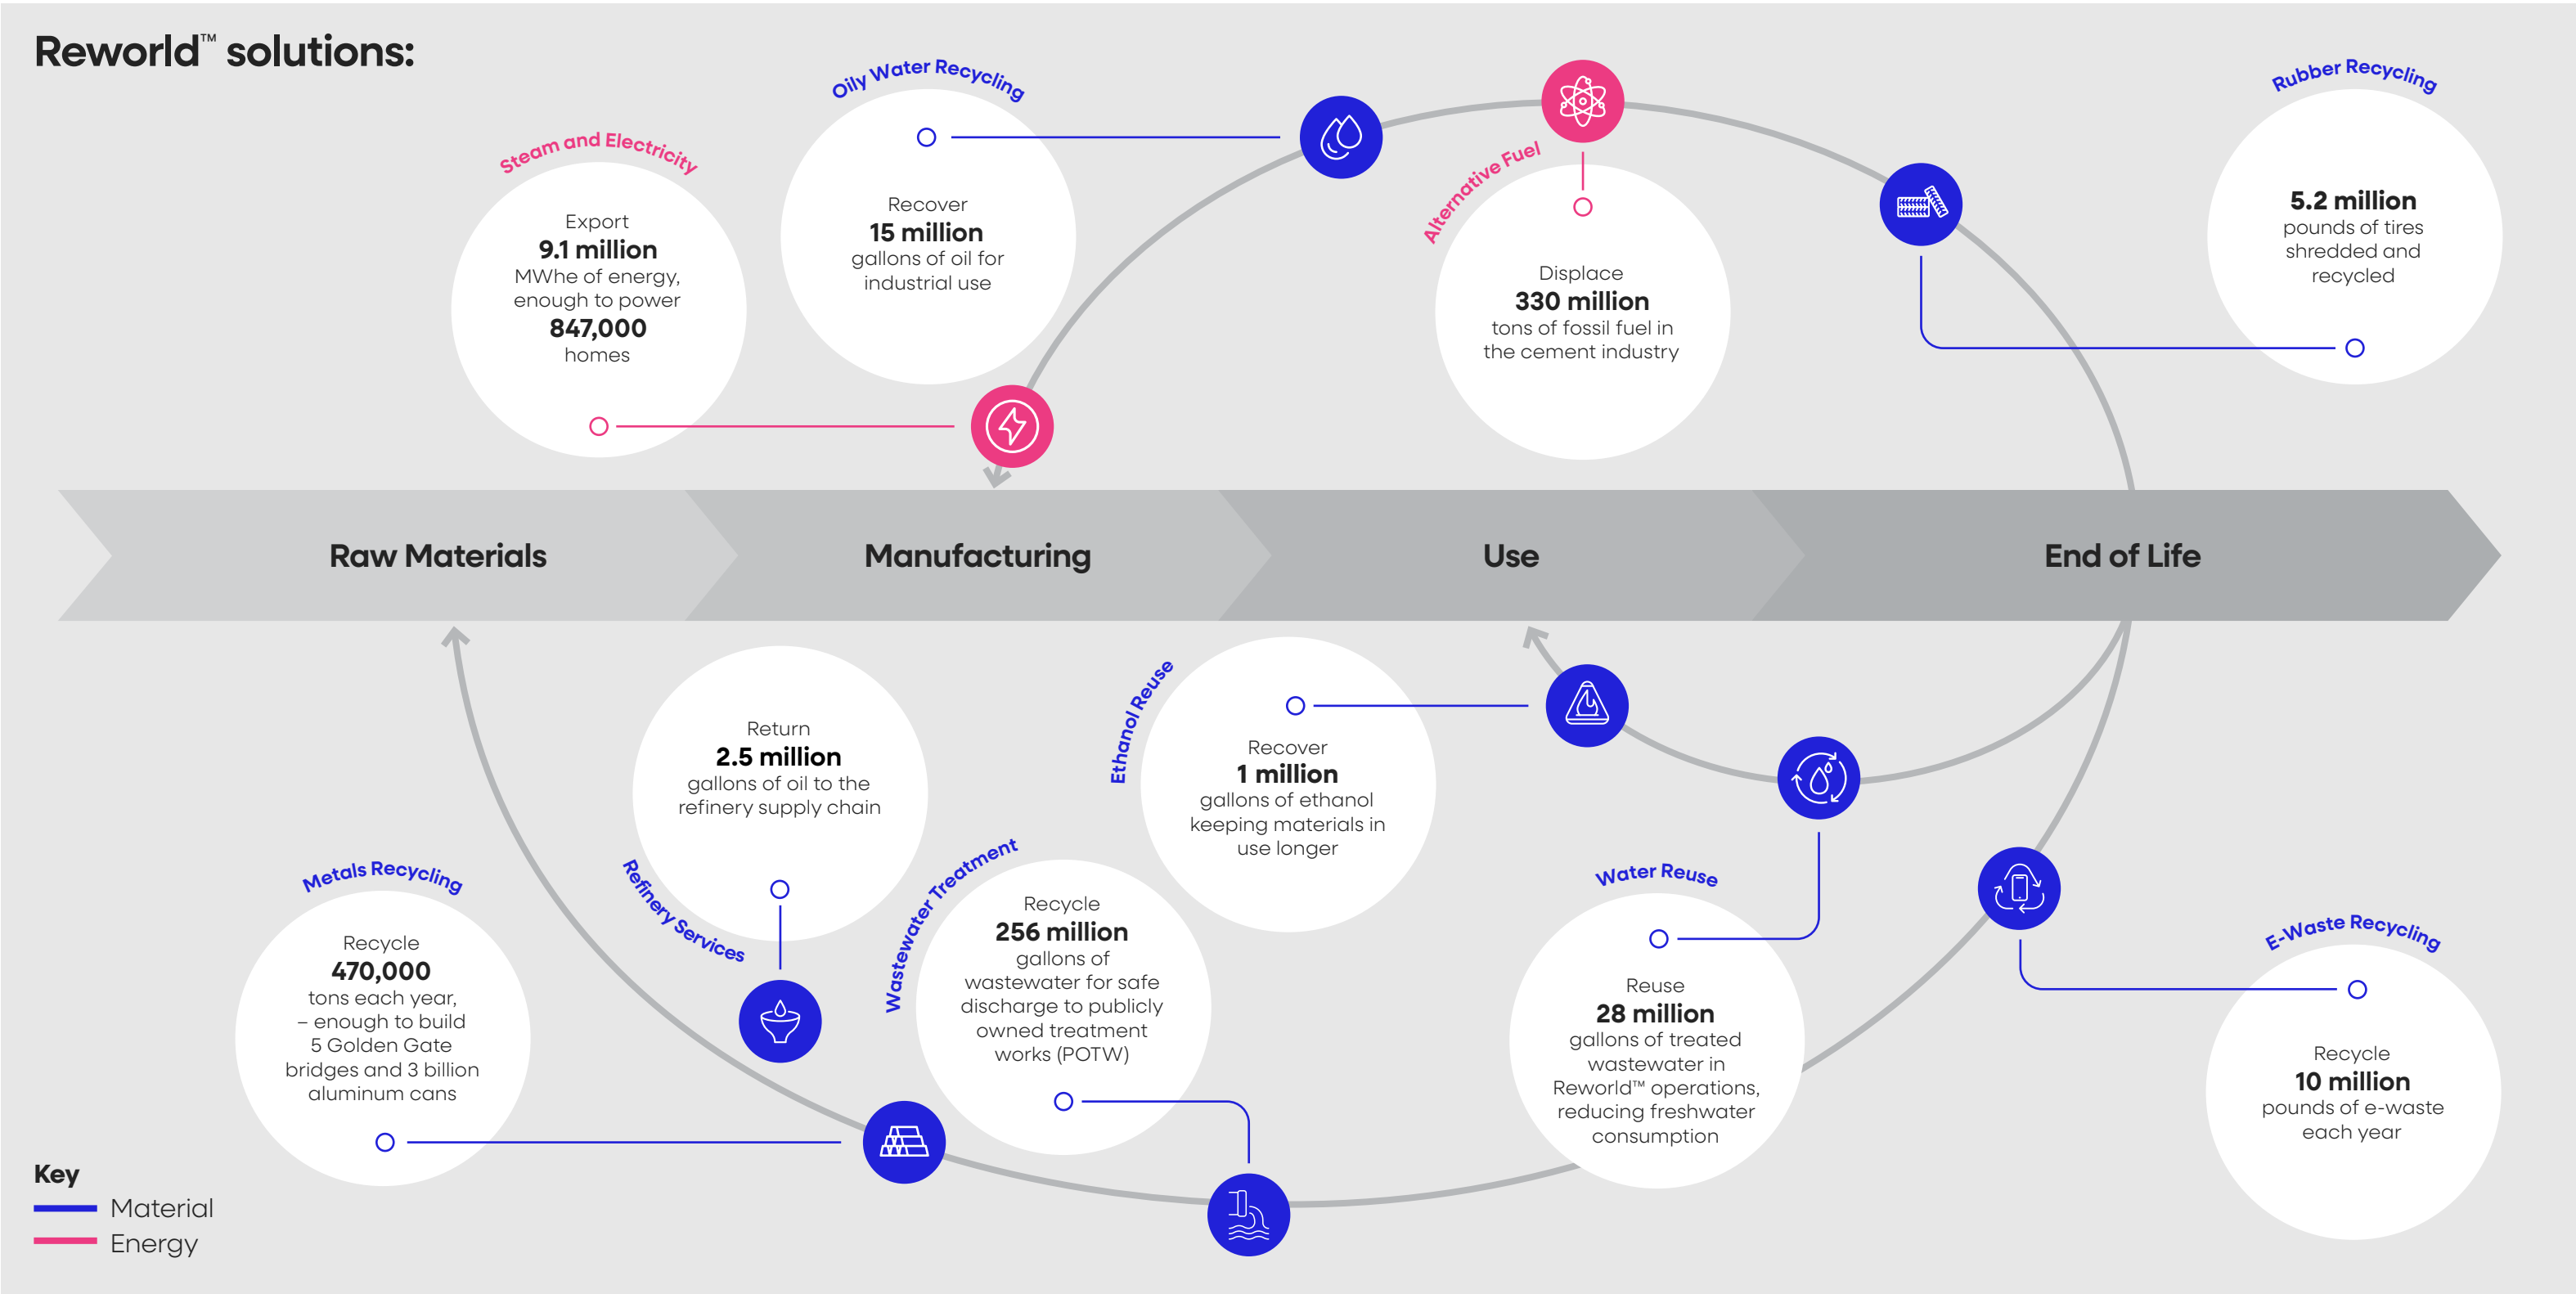 Reworld™ solutions:
Steam and Electricity
Export
9.1 million
MWhe of energy,
enough to power
847,000
homes
Oily Water Recycling
Recover
15 million
gallons of oil for
industrial use
Alternative Fuel
Displace
330 million
tons of fossil fuel in
the cement industry
Rubber Recycling
5.2 million
pounds of tires
shredded and
recycled
Raw Materials
Manufacturing
Use
End of Life
Metals Recycling
Recycle
470,000
tons each year,
– enough to build
5 Golden Gate
bridges and 3 billion
aluminum cans
Refinery Services
Return
2.5 million
gallons of oil to the
refinery supply chain
Wastewater Treatment
Recycle
256 million
gallons of
wastewater for safe
discharge to publicly
owned treatment
works (POTW)
Ethanol Reuse
Recover
1 million
gallons of ethanol
keeping materials in
use longer
Water Reuse
Reuse
28 million
gallons of treated
wastewater in
Reworld™ operations,
reducing freshwater
consumption
E-Waste Recycling
Recycle
10 million
pounds of e-waste
each year
Key
Material
Energy